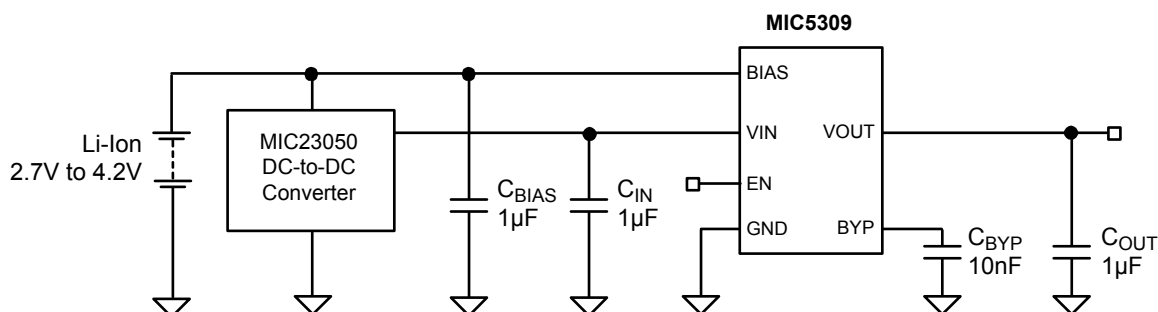 MIC5309
BIAS
VIN
VOUT
EN
GND
BYP
Li-Ion
2.7V to 4.2V
MIC23050
DC-to-DC
Converter
CBIAS
1µF
CIN
1µF
CBYP
10nF
COUT
1µF